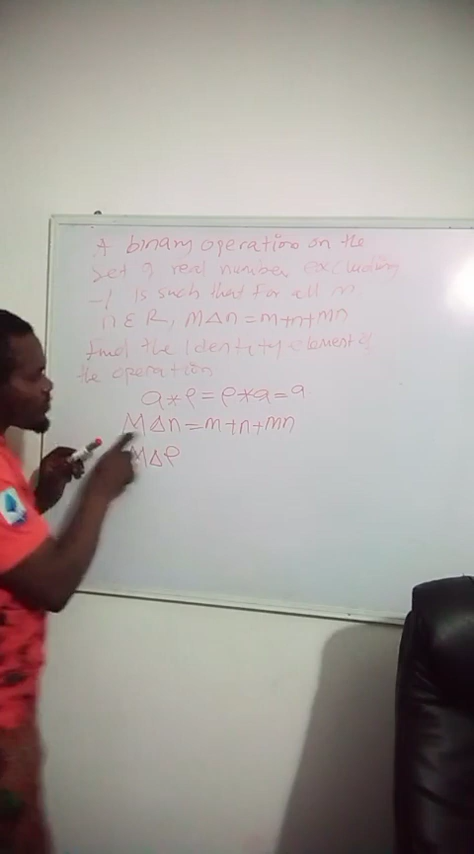 A binary operation on the
set of real number excluding
-1 is such that for all m
n ∈ R, m∆n = m+n+mn
find the identity element of
the operation
a*e = e*a = a
M∆n = m+n+mn
M∆e